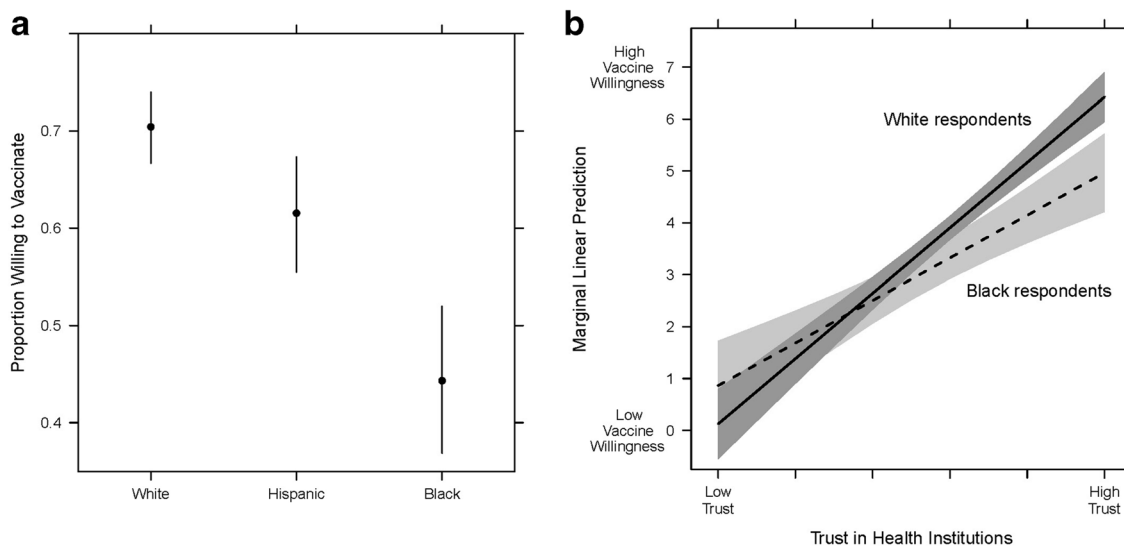 a
Proportion Willing to Vaccinate
0.7
0.6
0.5
0.4
White
Hispanic
Black
b
Marginal Linear Prediction
High
Vaccine
Willingness
7
6
5
4
3
2
1
0
Low
Vaccine
Willingness
White respondents
Black respondents
Low
Trust
High
Trust
Trust in Health Institutions